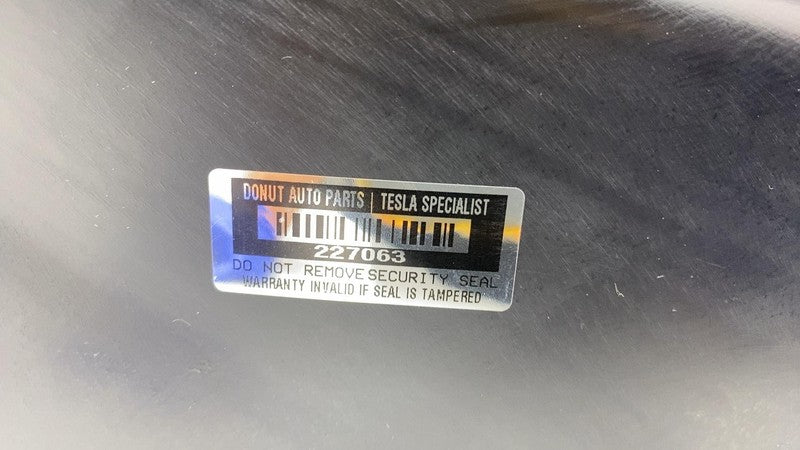 DONUT AUTO PARTS | TESLA SPECIALIST
227063
DO NOT REMOVE SECURITY SEAL
WARRANTY INVALID IF SEAL IS TAMPERED